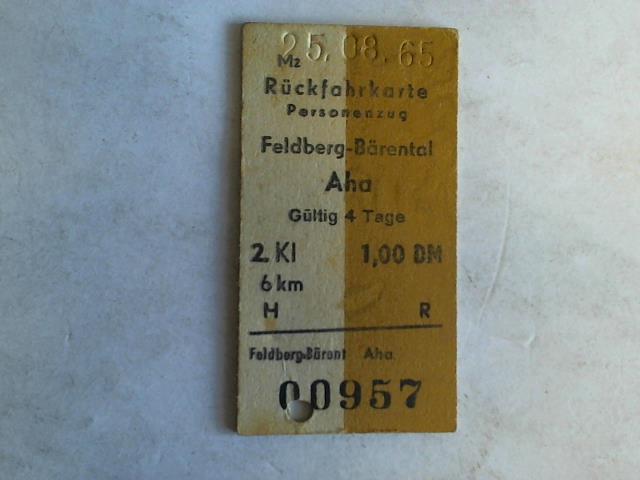 25.08.65
Mz
Rückfahrkarte
Personenzug
Feldberg-Bärental
Aha
Gültig 4 Tage
2. Kl 1,00 DM
6 km
H R
Feldberg-Bärent Aha
00957